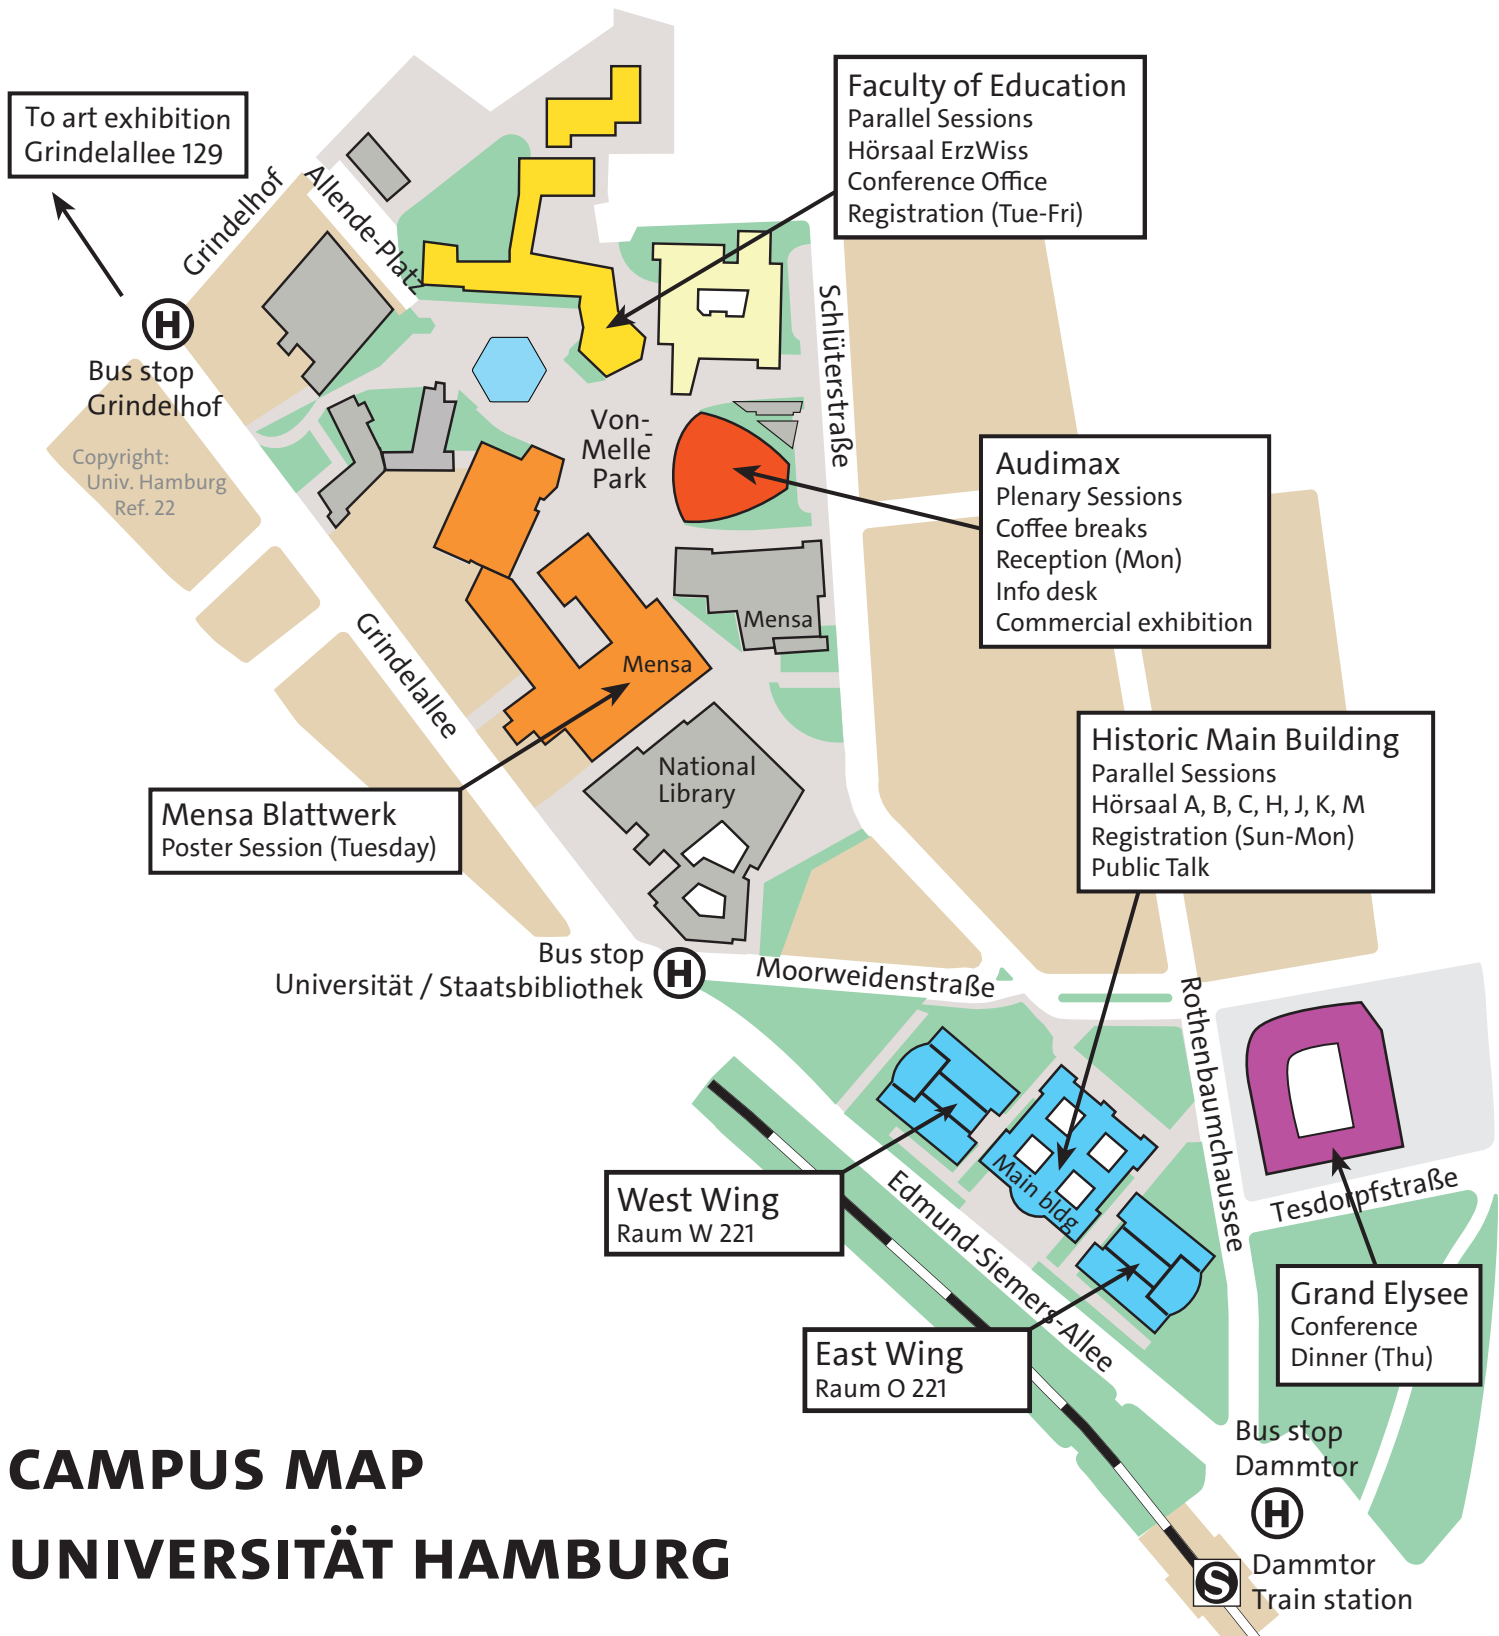 To art exhibition
Grindelallee 129
Faculty of Education
Parallel Sessions
Hörsaal ErzWiss
Conference Office
Registration (Tue-Fri)
Grindelhof
Allende-Platz
H
Bus stop
Grindelhof
Copyright:
Univ. Hamburg
Ref. 22
Von-
Melle
Park
Schlüterstraße
Audimax
Plenary Sessions
Coffee breaks
Reception (Mon)
Info desk
Commercial exhibition
Mensa
Mensa
Grindelallee
Mensa Blattwerk
Poster Session (Tuesday)
National
Library
Historic Main Building
Parallel Sessions
Hörsaal A, B, C, H, J, K, M
Registration (Sun-Mon)
Public Talk
Bus stop
Universität / Staatsbibliothek
H
Moorweidenstraße
Rothenbaumchaussee
Main bldg
West Wing
Raum W 221
Edmund-Siemers-Allee
Tesdorpfstraße
East Wing
Raum O 221
Grand Elysee
Conference
Dinner (Thu)
Bus stop
Dammtor
H
Dammtor
Train station
S
CAMPUS MAP
UNIVERSITÄT HAMBURG